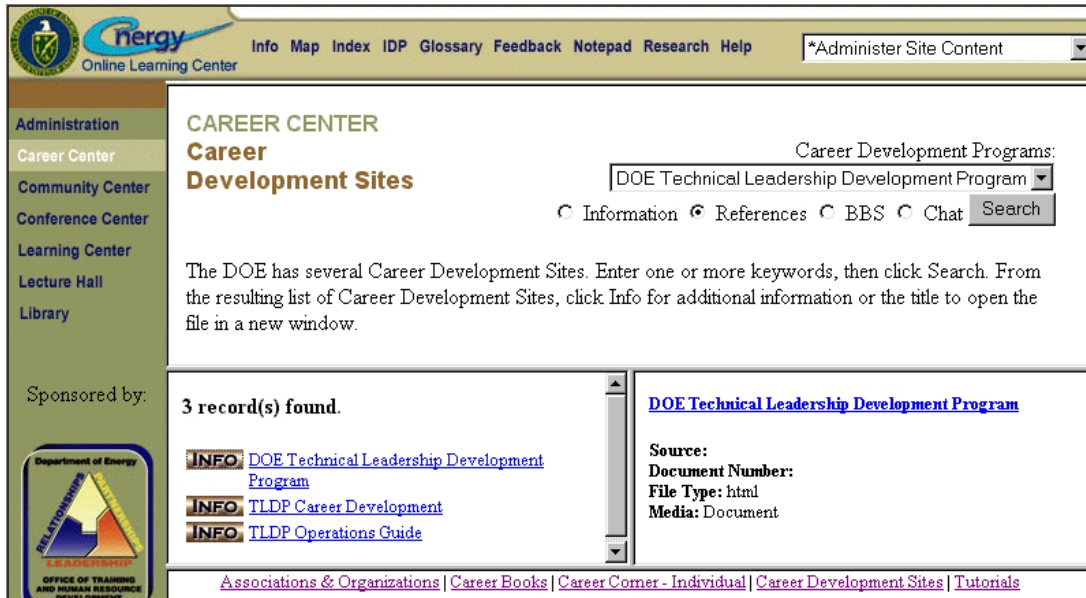 nergy
Online Learning Center
Info Map Index IDP Glossary Feedback Notepad Research Help
*Administer Site Content
Administration
Career Center
Community Center
Conference Center
Learning Center
Lecture Hall
Library
Sponsored by:
Department of Energy
RELATIONSHIPS
PARTNERSHIPS
LEADERSHIP
OFFICE OF TRAINING
AND HUMAN RESOURCE
DEVELOPMENT
CAREER CENTER
Career
Development Sites
Career Development Programs:
DOE Technical Leadership Development Program
Information References BBS Chat Search
The DOE has several Career Development Sites. Enter one or more keywords, then click Search. From
the resulting list of Career Development Sites, click Info for additional information or the title to open the
file in a new window.
3 record(s) found.
INFO DOE Technical Leadership Development
Program
INFO TLDP Career Development
INFO TLDP Operations Guide
DOE Technical Leadership Development Program
Source:
Document Number:
File Type: html
Media: Document
Associations & Organizations | Career Books | Career Corner - Individual | Career Development Sites | Tutorials